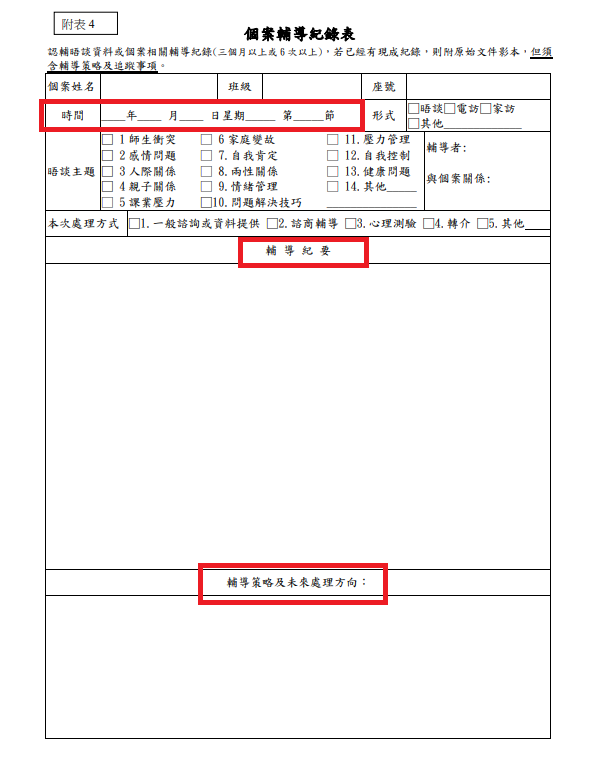 附表 4
個案輔導紀錄表
認輔晤談資料或個案相關輔導紀錄(三個月以上或 6 次以上)，若已經有現成紀錄，則附原始文件影本，但須
含輔導策略及追蹤事項。
個案姓名 班級 座號
時間 ____年____ 月____ 日星期_____ 第_____節 形式 □晤談□電訪□家訪
□其他_____________
晤談主題
□ 1 師生衝突 □ 6 家庭變故 □ 11.壓力管理
□ 2 感情問題 □ 7.自我肯定 □ 12.自我控制
□ 3 人際關係 □ 8.兩性關係 □ 13.健康問題
□ 4 親子關係 □ 9.情緒管理 □ 14.其他_____
□ 5 課業壓力 □10.問題解決技巧 _______________
輔導者:
與個案關係:
本次處理方式 □1.一般諮詢或資料提供 □2.諮商輔導 □3.心理測驗 □4.轉介 □5.其他____
輔 導 紀 要
輔導策略及未來處理方向：